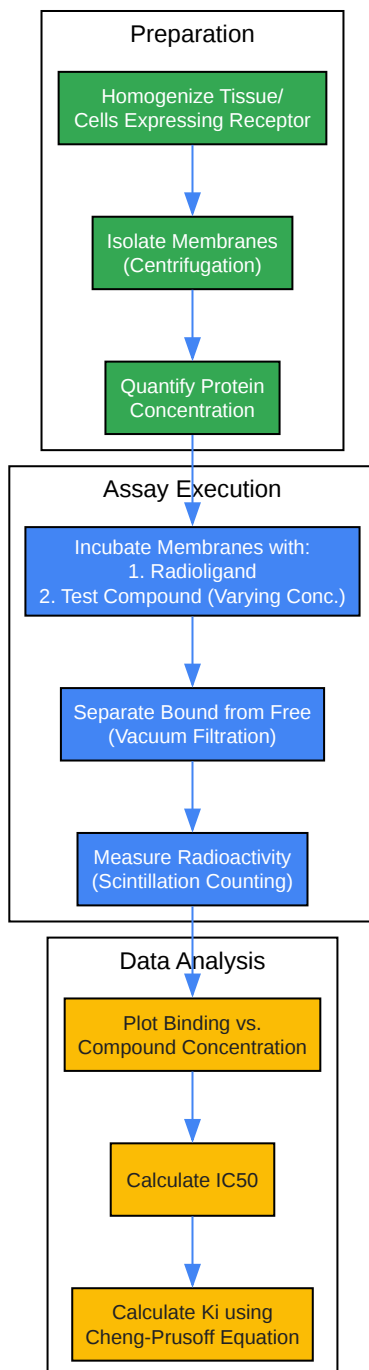 Preparation
Homogenize Tissue/
Cells Expressing Receptor
Isolate Membranes
(Centrifugation)
Quantify Protein
Concentration
Assay Execution
Incubate Membranes with:
1. Radioligand
2. Test Compound (Varying Conc.)
Separate Bound from Free
(Vacuum Filtration)
Measure Radioactivity
(Scintillation Counting)
Data Analysis
Plot Binding vs.
Compound Concentration
Calculate IC50
Calculate Ki using
Cheng-Prusoff Equation